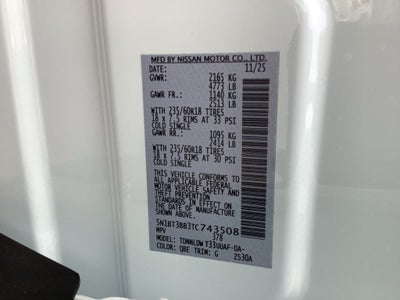 MFD BY NISSAN MOTOR CO., LTD.
DATE: 11/25
GVWR: 2165 KG
4773 LB
GAWR FR.: 1140 KG
2513 LB
WITH 235/60R18 TIRES
18 x 7.5 RIMS AT 33 PSI
COLD SINGLE
GAWR RR.: 1095 KG
2414 LB
WITH 235/60R18 TIRES
18 x 7.5 RIMS AT 30 PSI
COLD SINGLE
THIS VEHICLE CONFORMS TO
ALL APPLICABLE FEDERAL
MOTOR VEHICLE SAFETY AND
THEFT PREVENTION STANDARDS
IN EFFECT ON THE DATE OF
MANUFACTURE SHOWN ABOVE.
5N1BT3BB3TC743508
MPV 378
MODEL: TDNNLDWT33UUAF-DA-
COLOR: QBE TRIM: G ZS30A